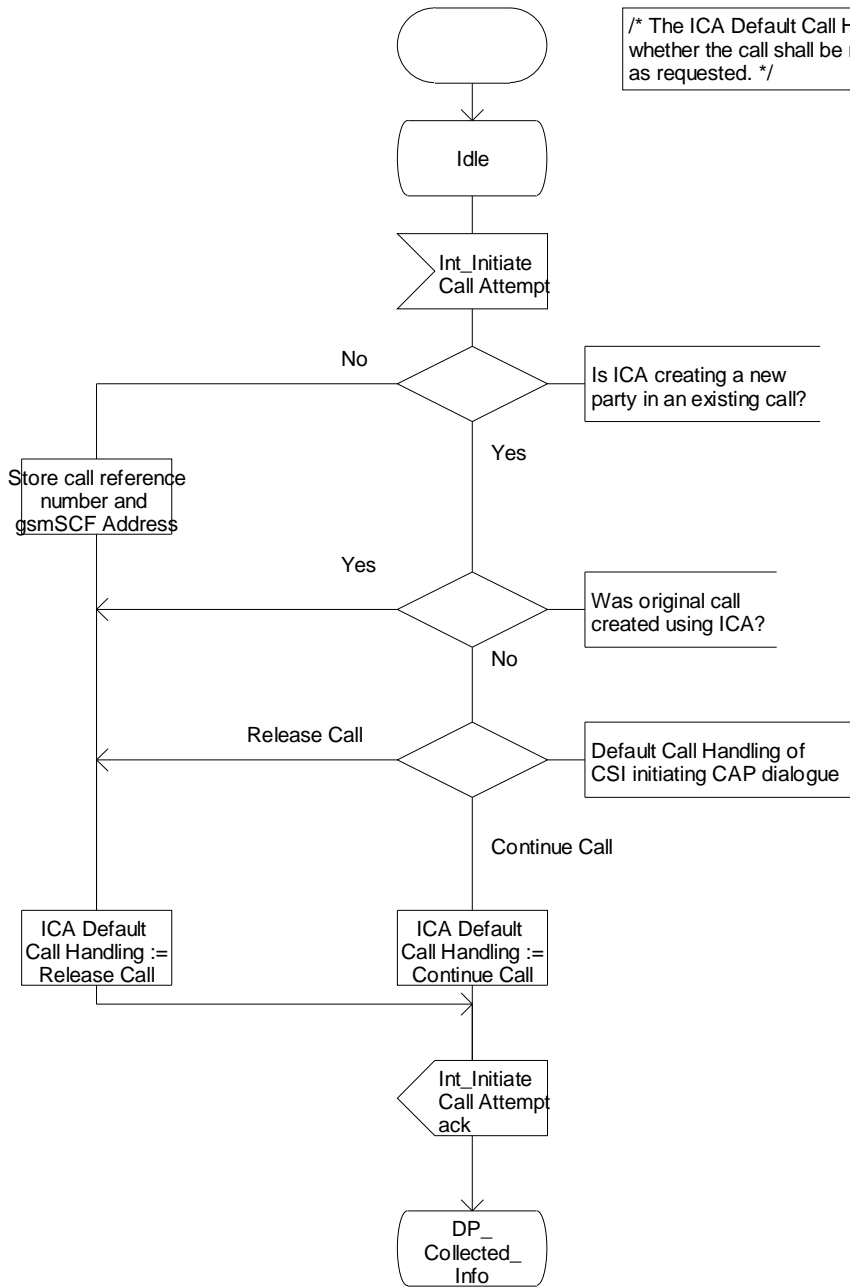 /* The ICA Default Call
whether the call shall be
as requested. */
Idle
Int_Initiate
Call Attempt
No
Is ICA creating a new
party in an existing call?
Yes
Store call reference
number and
gsmSCF Address
Yes
Was original call
created using ICA?
No
Release Call
Default Call Handling of
CSI initiating CAP dialogue
Continue Call
ICA Default
Call Handling :=
Release Call
ICA Default
Call Handling :=
Continue Call
Int_Initiate
Call Attempt
ack
DP_
Collected_
Info